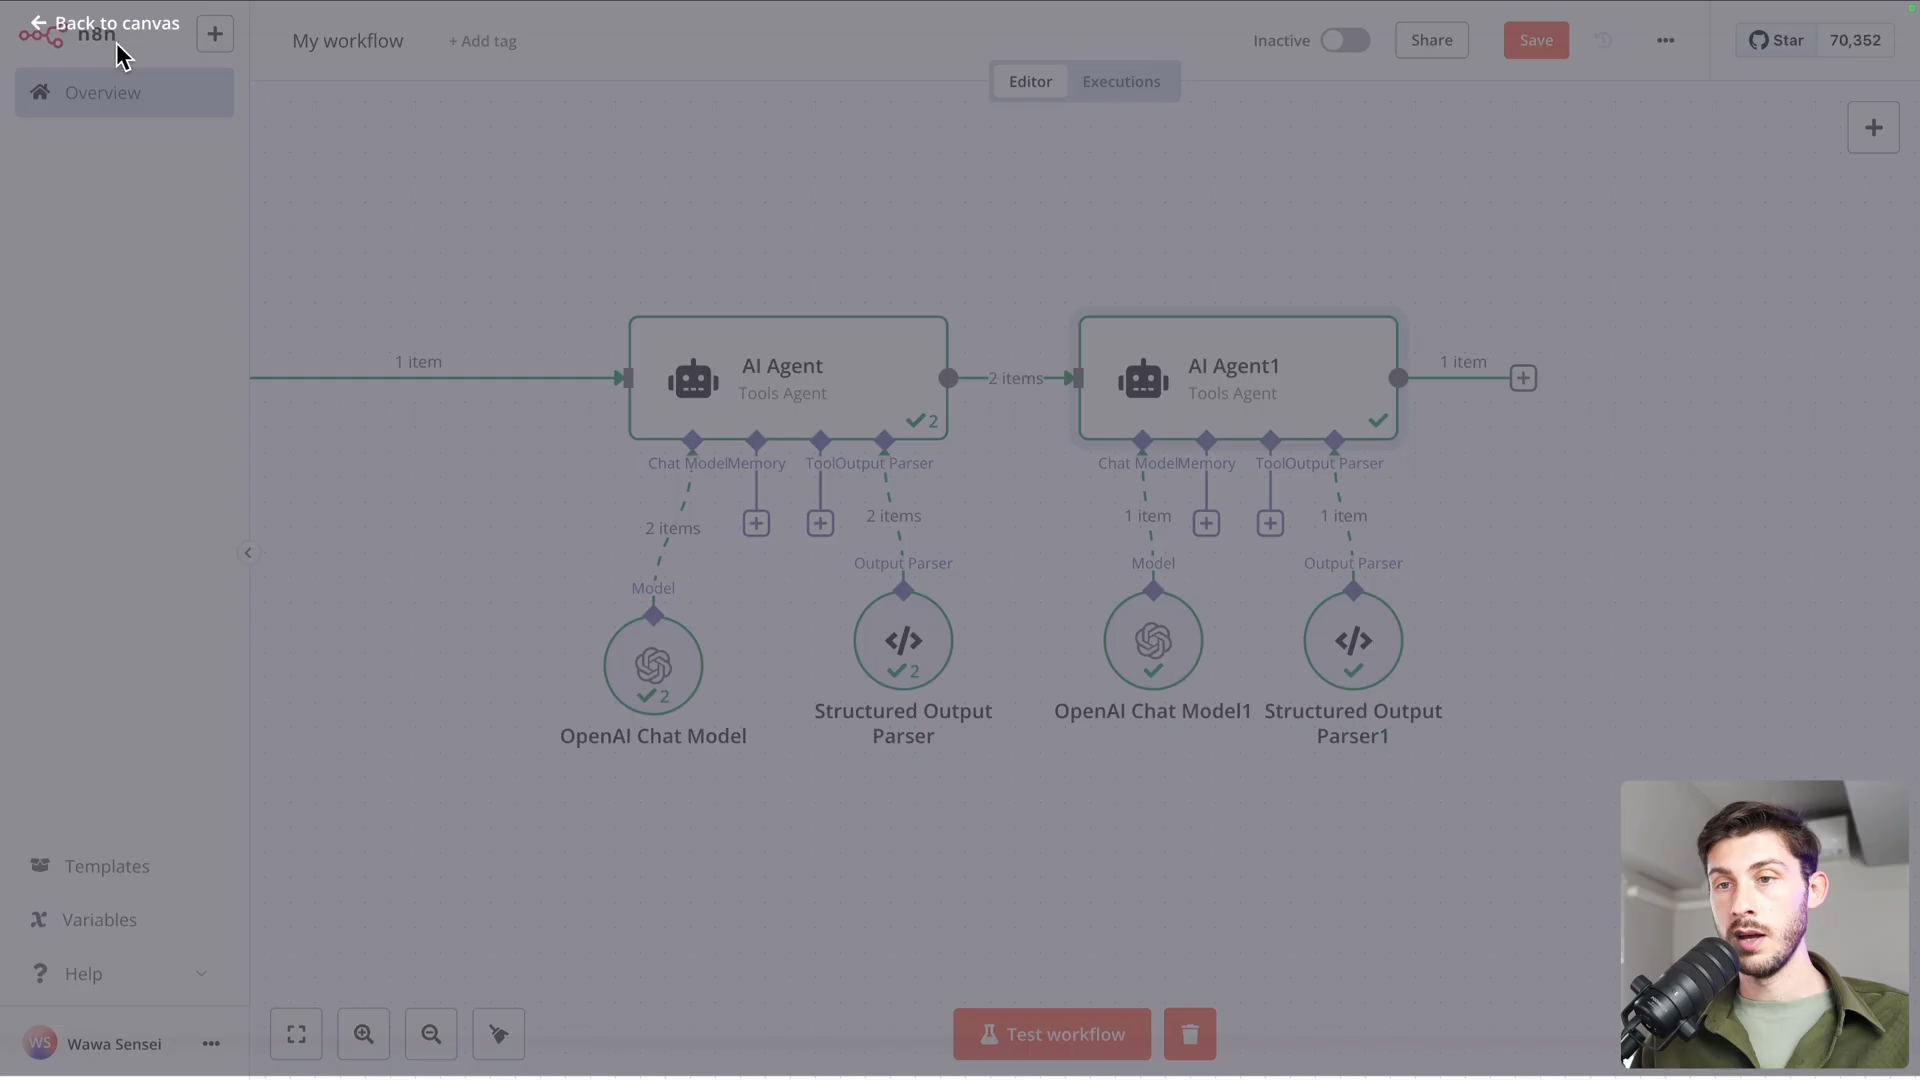 Back to canvas
n8n
My workflow
+ Add tag
Inactive
Share
Save
Star
70,352
Editor
Executions
Overview
1 item
AI Agent
Tools Agent
2
2 items
AI Agent1
Tools Agent
1 item
Chat Model
Memory
Tool
Output Parser
Chat Model
Memory
Tool
Output Parser
2 items
2 items
1 item
1 item
Model
Output Parser
Model
Output Parser
2
2
OpenAI Chat Model
Structured Output
Parser
OpenAI Chat Model1
Structured Output
Parser1
Templates
Variables
Help
WS
Wawa Sensei
Test workflow